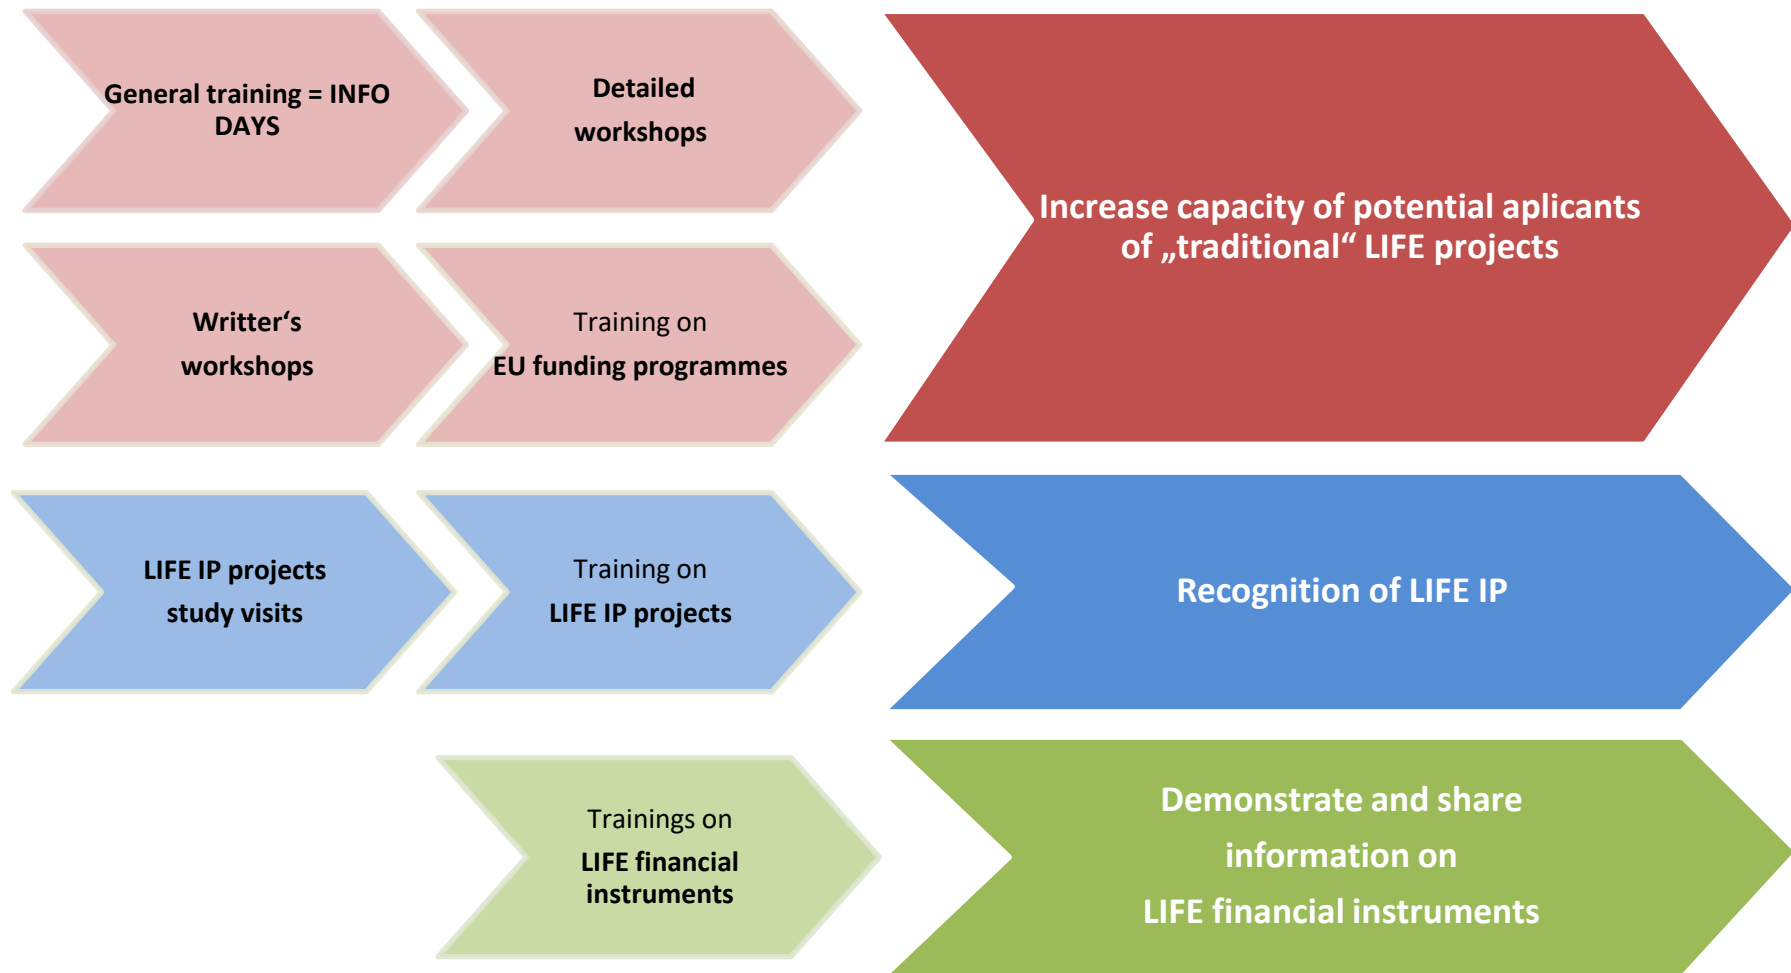 General training = INFO
DAYS
Detailed
workshops
Increase capacity of potential aplicants
of „traditional“ LIFE projects
Writter‘s
workshops
Training on
EU funding programmes
LIFE IP projects
study visits
Training on
LIFE IP projects
Recognition of LIFE IP
Trainings on
LIFE financial
instruments
Demonstrate and share
information on
LIFE financial instruments